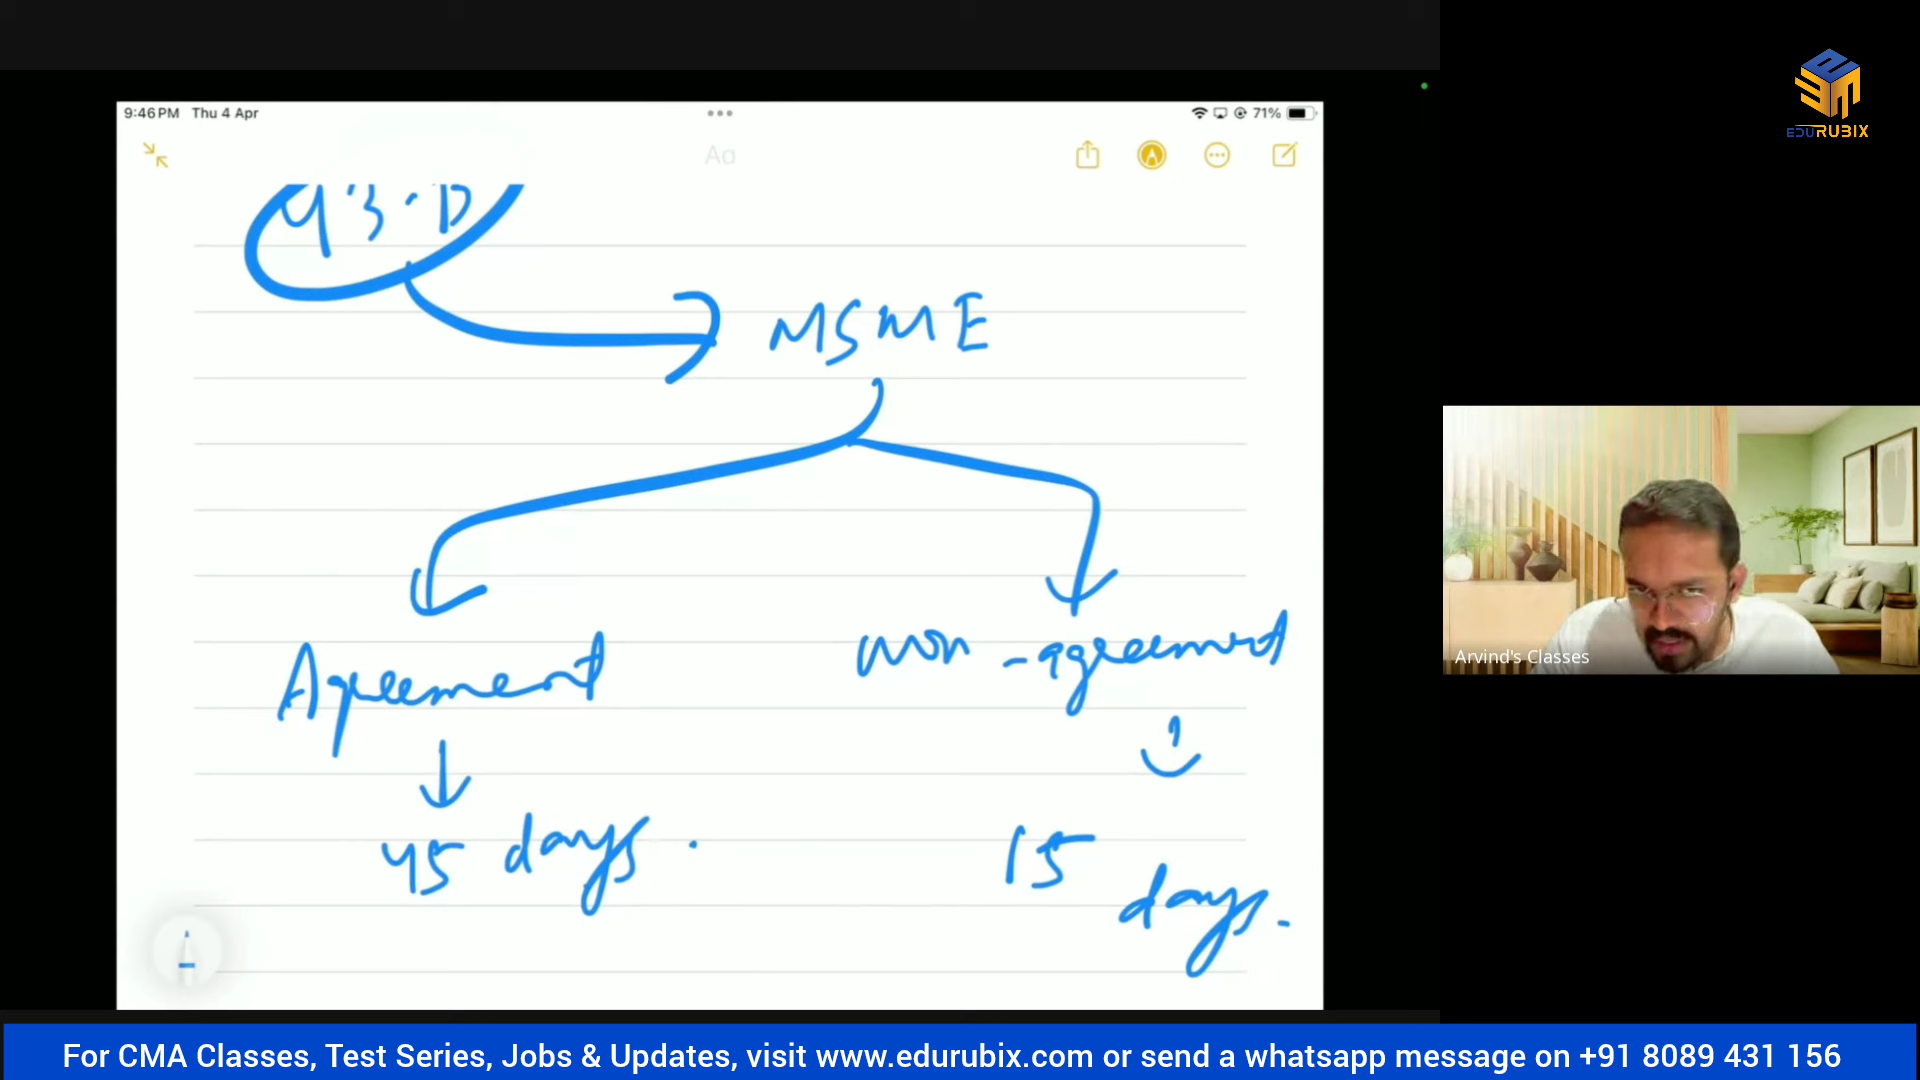 9:46 PM Thu 4 Apr
71%
Aa
43·B
MSME
Agreement
non-agreement
45 days.
15 days.
EDURUBIX
Arvind's Classes
For CMA Classes, Test Series, Jobs & Updates, visit www.edurubix.com or send a whatsapp message on +91 8089 431 156